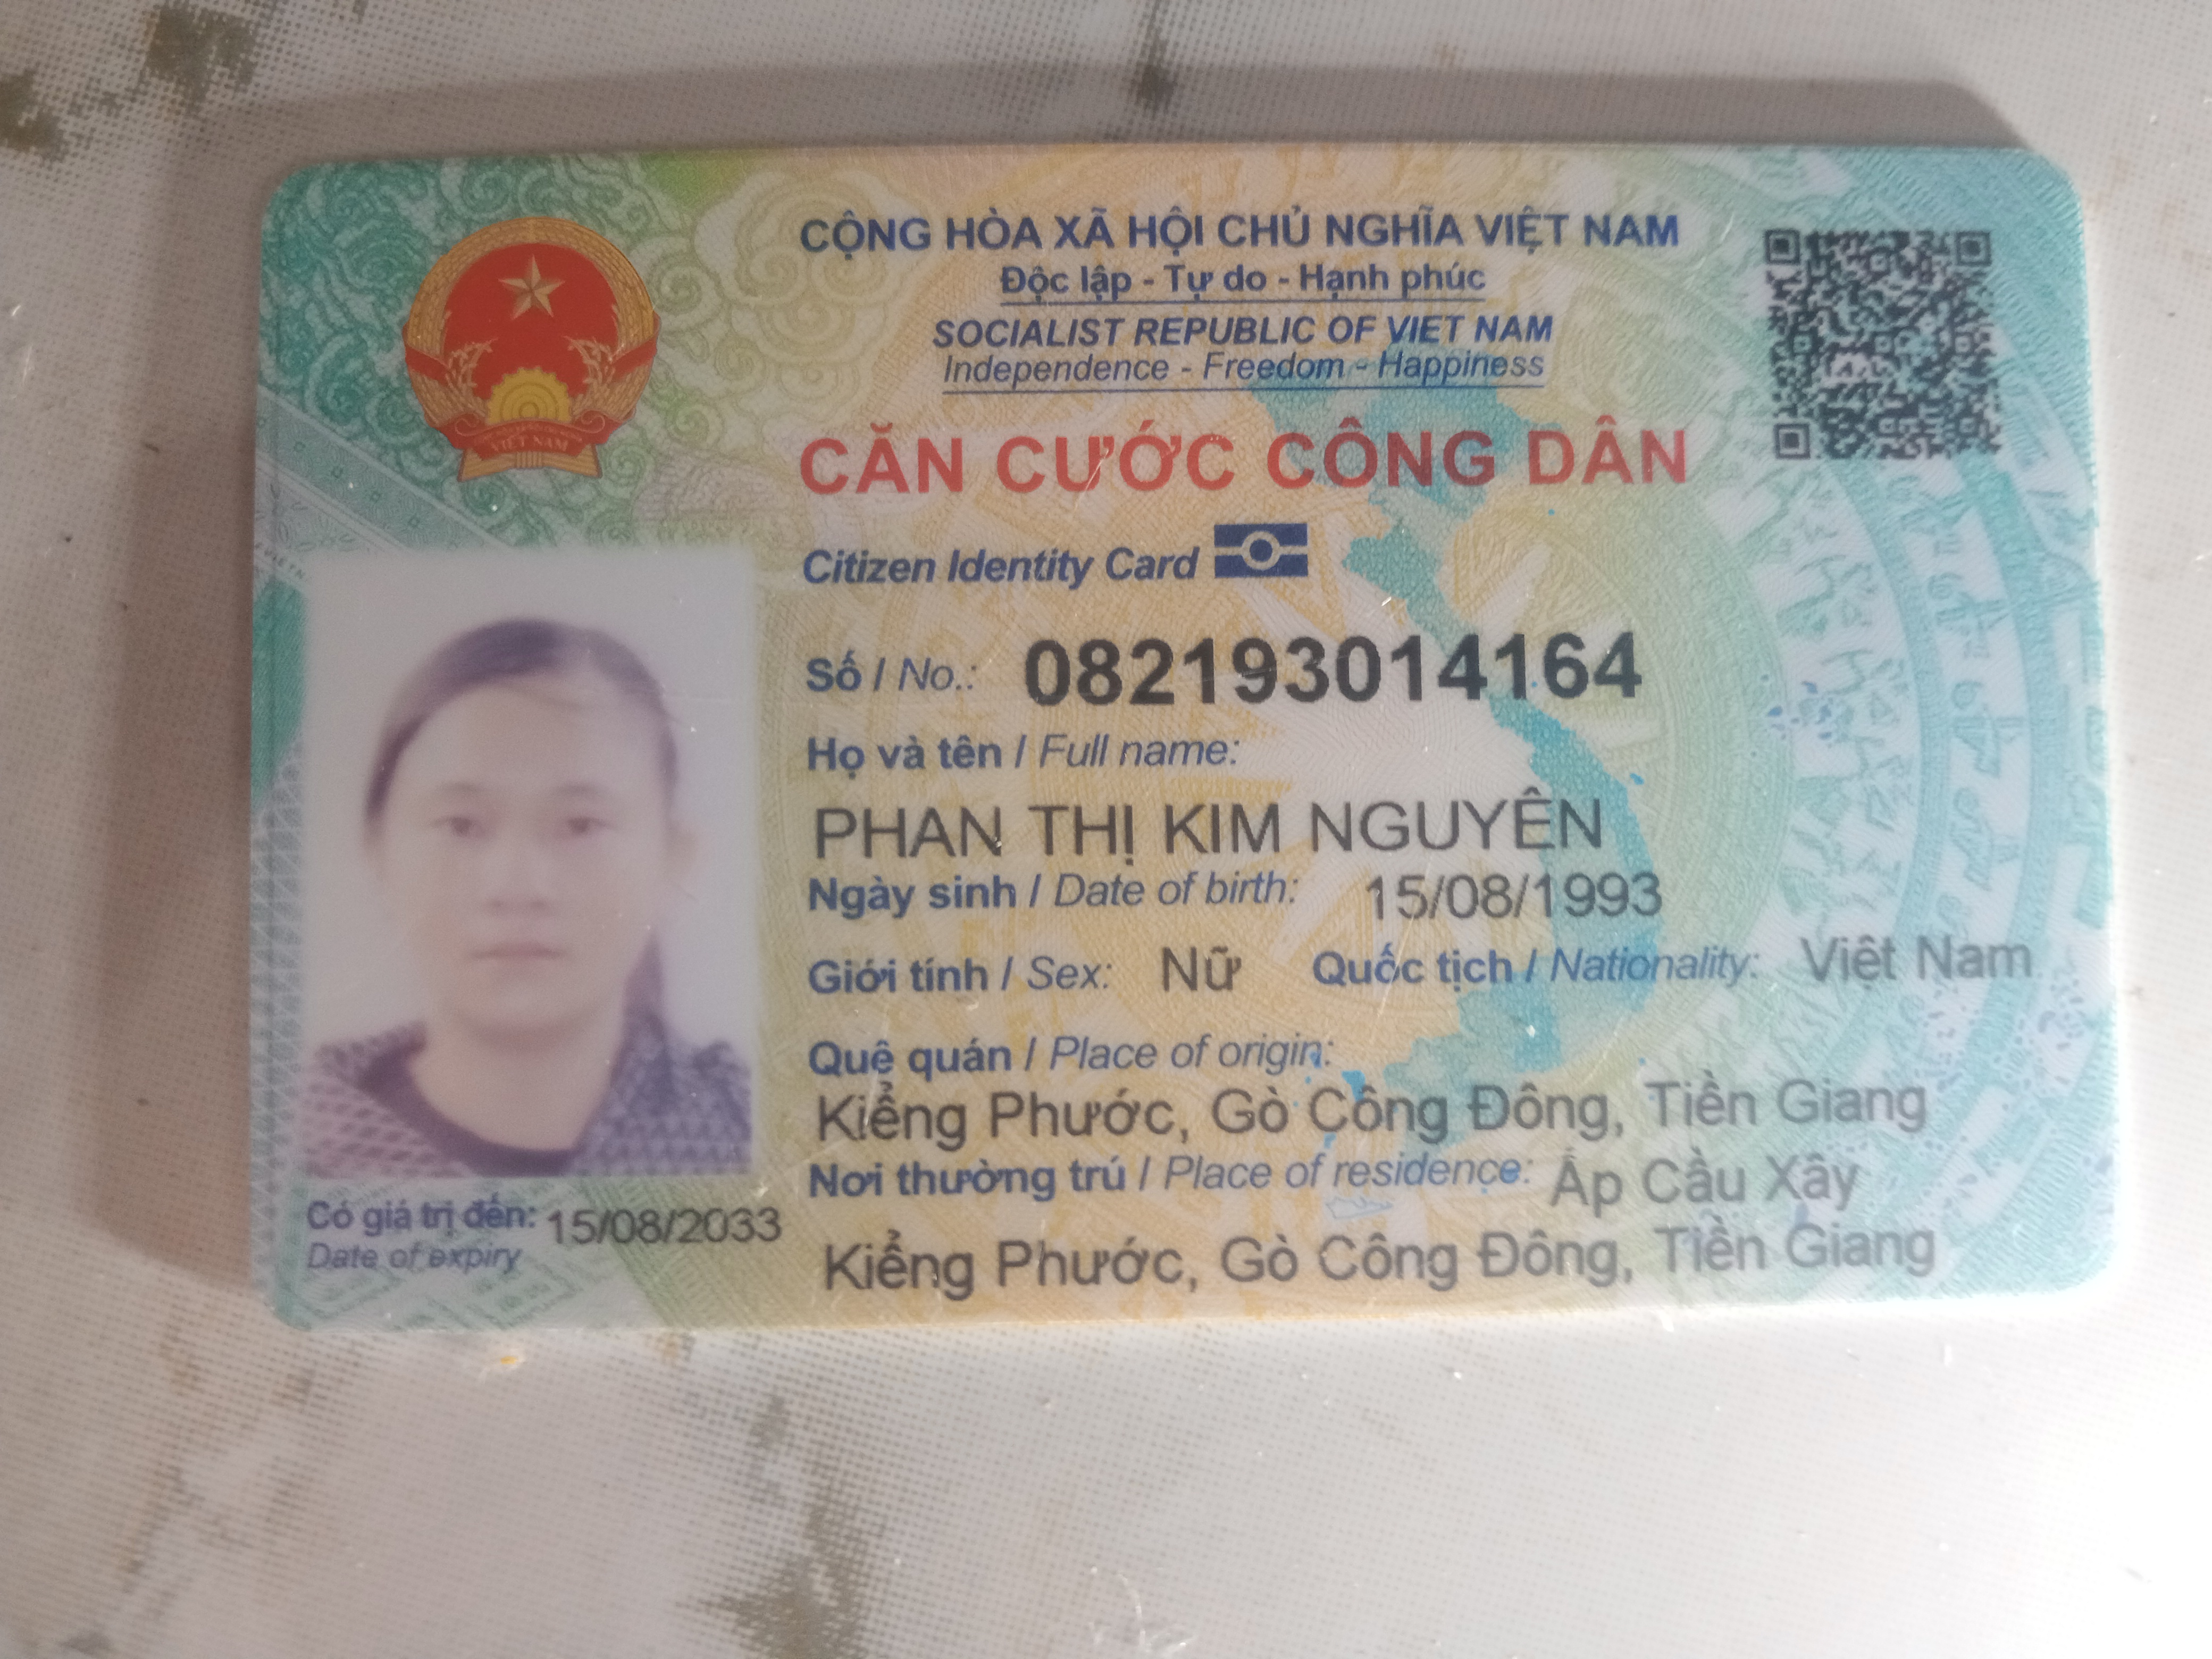 CỘNG HÒA XÃ HỘI CHỦ NGHĨA VIỆT NAM
Độc lập - Tự do - Hạnh phúc
SOCIALIST REPUBLIC OF VIET NAM
Independence - Freedom - Happiness
CĂN CƯỚC CÔNG DÂN
Citizen Identity Card
Số / No.: 082193014164
Họ và tên / Full name:
PHAN THỊ KIM NGUYÊN
Ngày sinh / Date of birth: 15/08/1993
Giới tính / Sex: Nữ Quốc tịch / Nationality: Việt Nam
Quê quán / Place of origin:
Kiểng Phước, Gò Công Đông, Tiền Giang
Nơi thường trú / Place of residence: Ấp Cầu Xây
Kiểng Phước, Gò Công Đông, Tiền Giang
Có giá trị đến: 15/08/2033
Date of expiry
VIỆT NAM